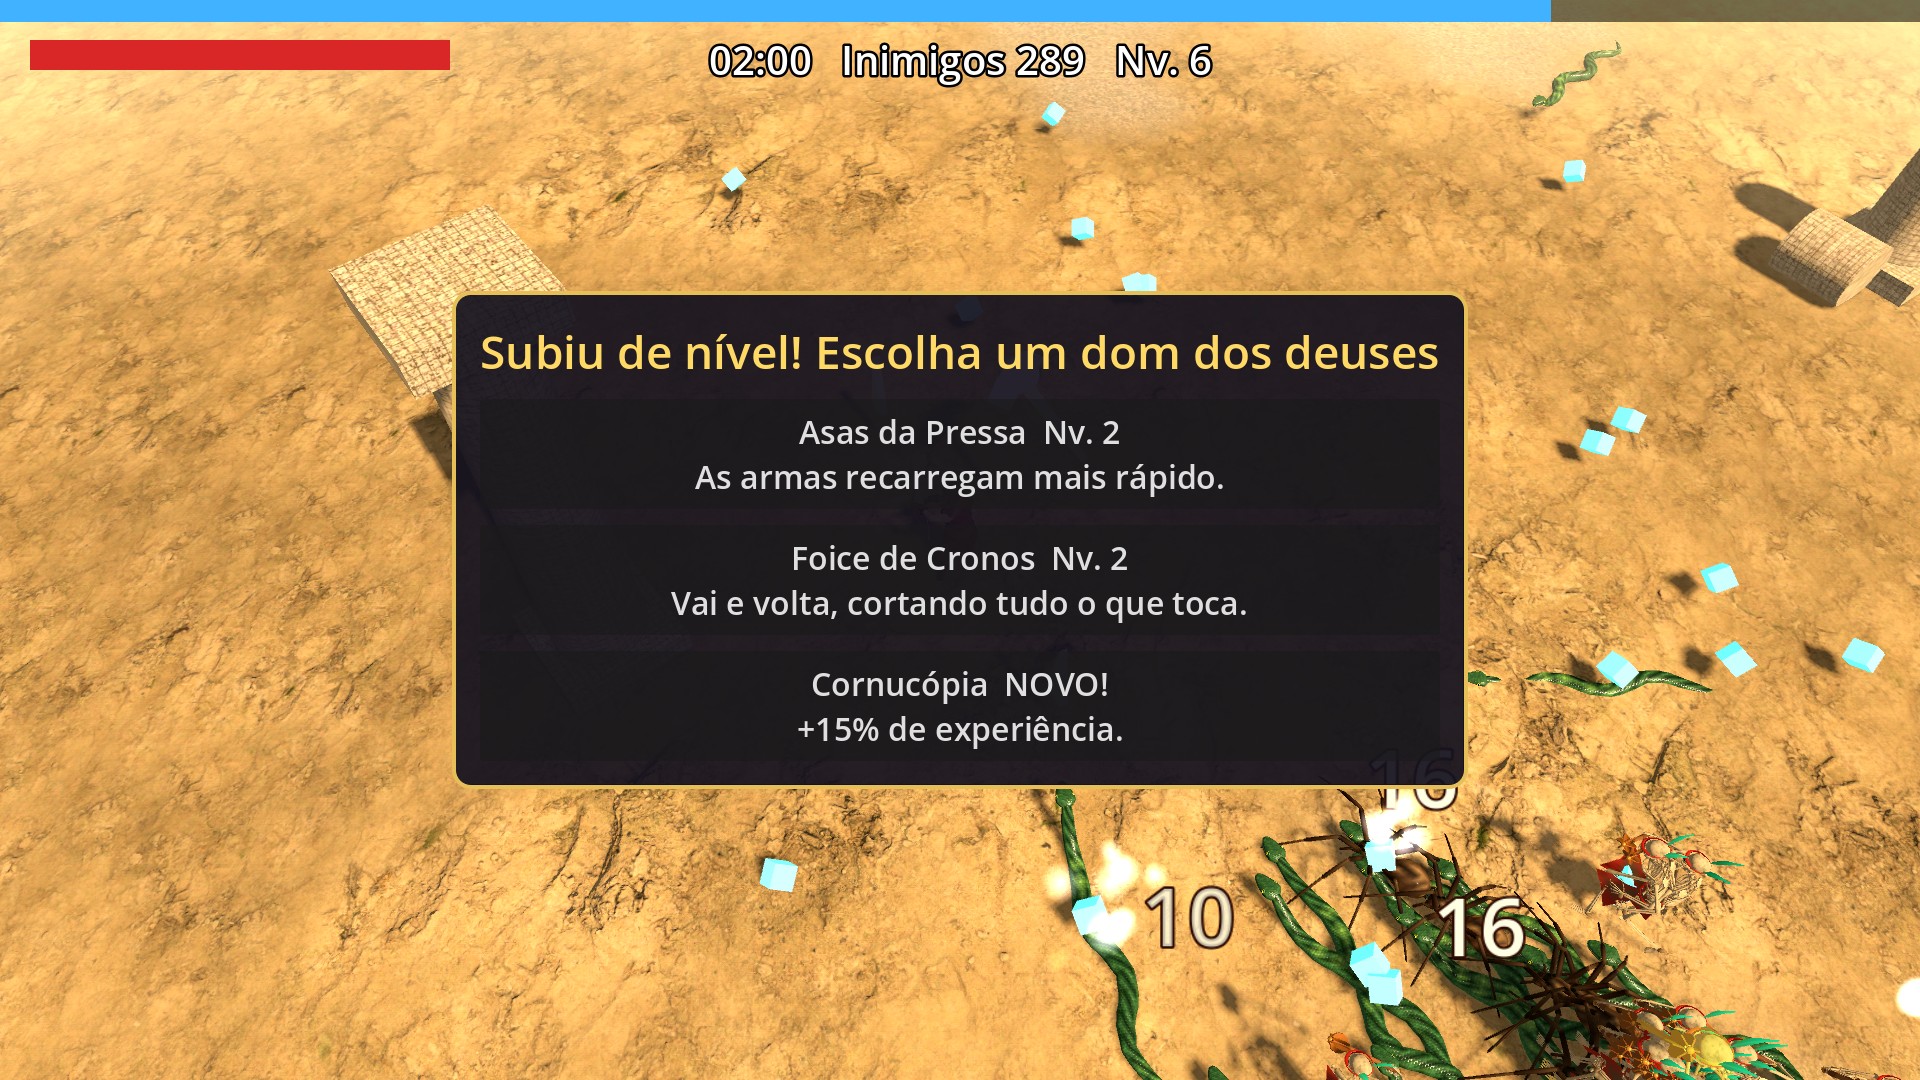 02:00 Inimigos 289 Nv. 6
Subiu de nível! Escolha um dom dos deuses
Asas da Pressa Nv. 2
As armas recarregam mais rápido.
Foice de Cronos Nv. 2
Vai e volta, cortando tudo o que toca.
Cornucópia NOVO!
+15% de experiência.
16
10
16